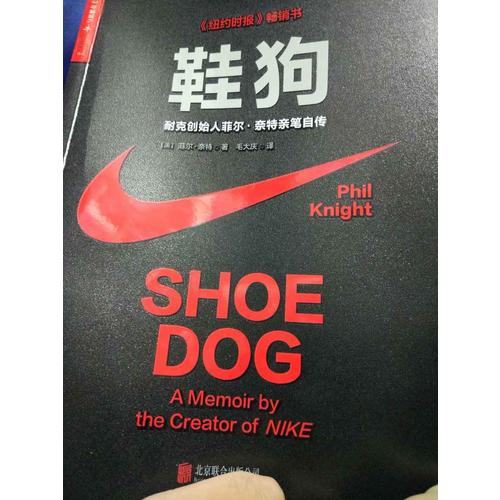 《纽约时报》畅销书
鞋狗
耐克创始人菲尔·奈特亲笔自传
[美] 菲尔·奈特 著 毛大庆 译
Phil
Knight
SHOE
DOG
A Memoir by
the Creator of NIKE
北京联合出版公司